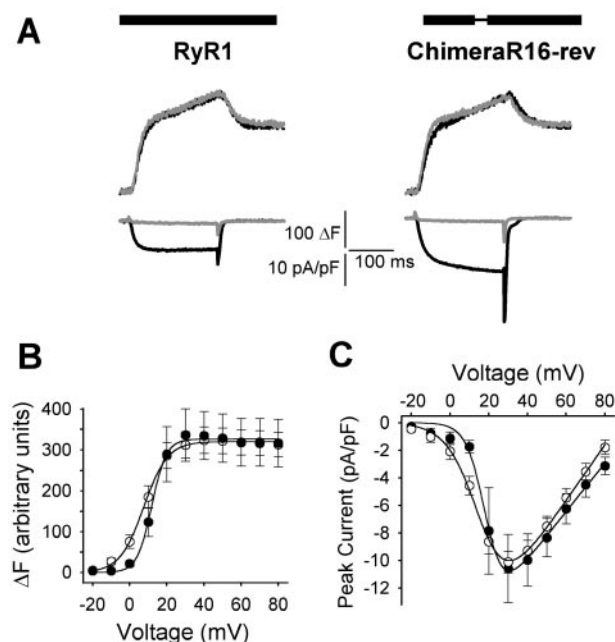 A
RyR1
ChimeraR16-rev
100 ΔF
10 pA/pF
100 ms
B
C
ΔF (arbitrary units)
400
300
200
100
0
-20 0 20 40 60 80
Voltage (mV)
Voltage (mV)
-20 0 20 40 60 80
0
-2
-4
-6
-8
-10
-12
Peak Current (pA/pF)